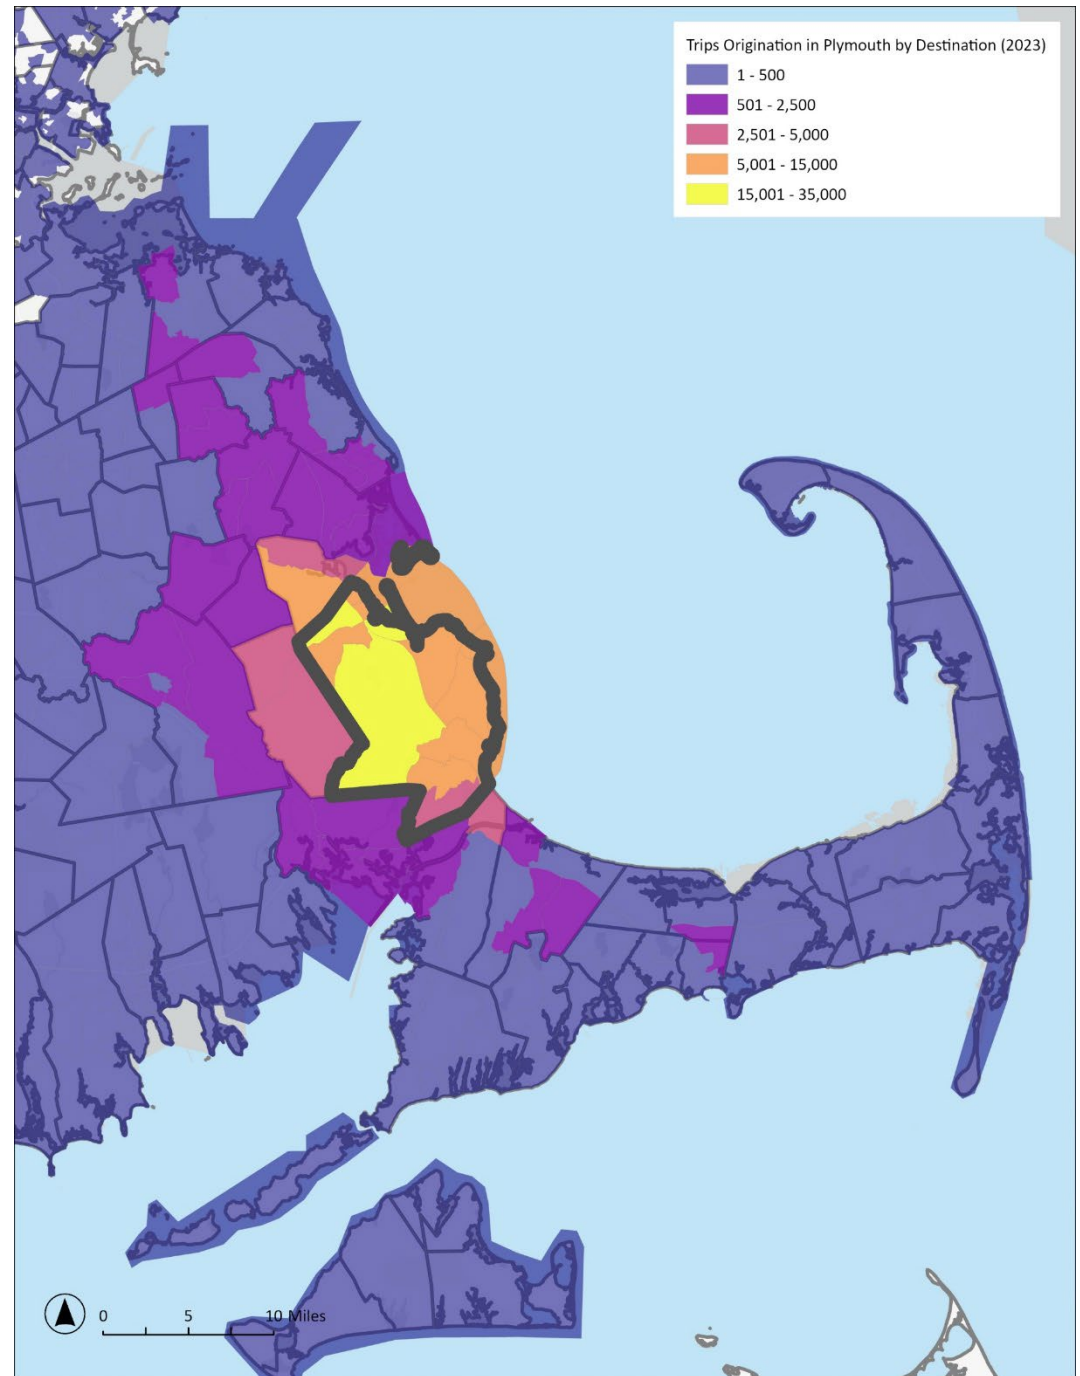 Trips Origination in Plymouth by Destination (2023)
1 - 500
501 - 2,500
2,501 - 5,000
5,001 - 15,000
15,001 - 35,000
0 5 10 Miles